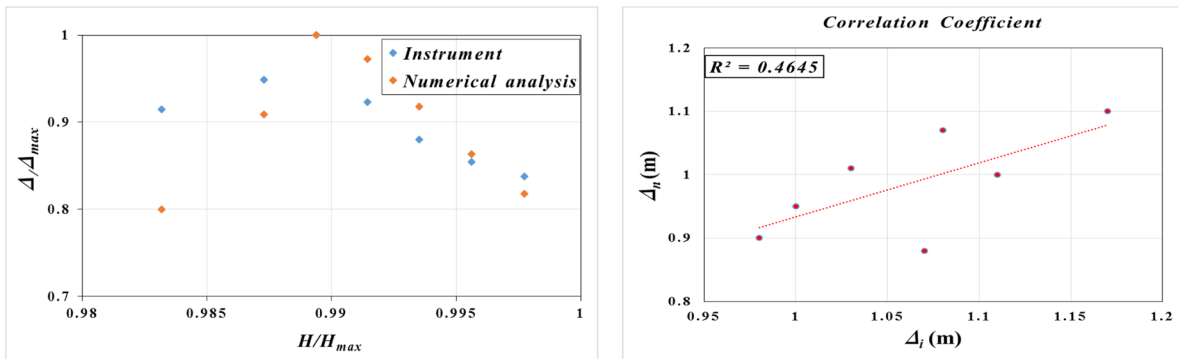 1
0.9
0.8
0.7
Δ/Δmax
0.98
0.985
0.99
0.995
1
H/Hmax
Instrument
Numerical analysis
Correlation Coefficient
R² = 0.4645
1.2
1.1
1
0.9
0.8
Δn (m)
0.95
1
1.05
1.1
1.15
1.2
Δi (m)